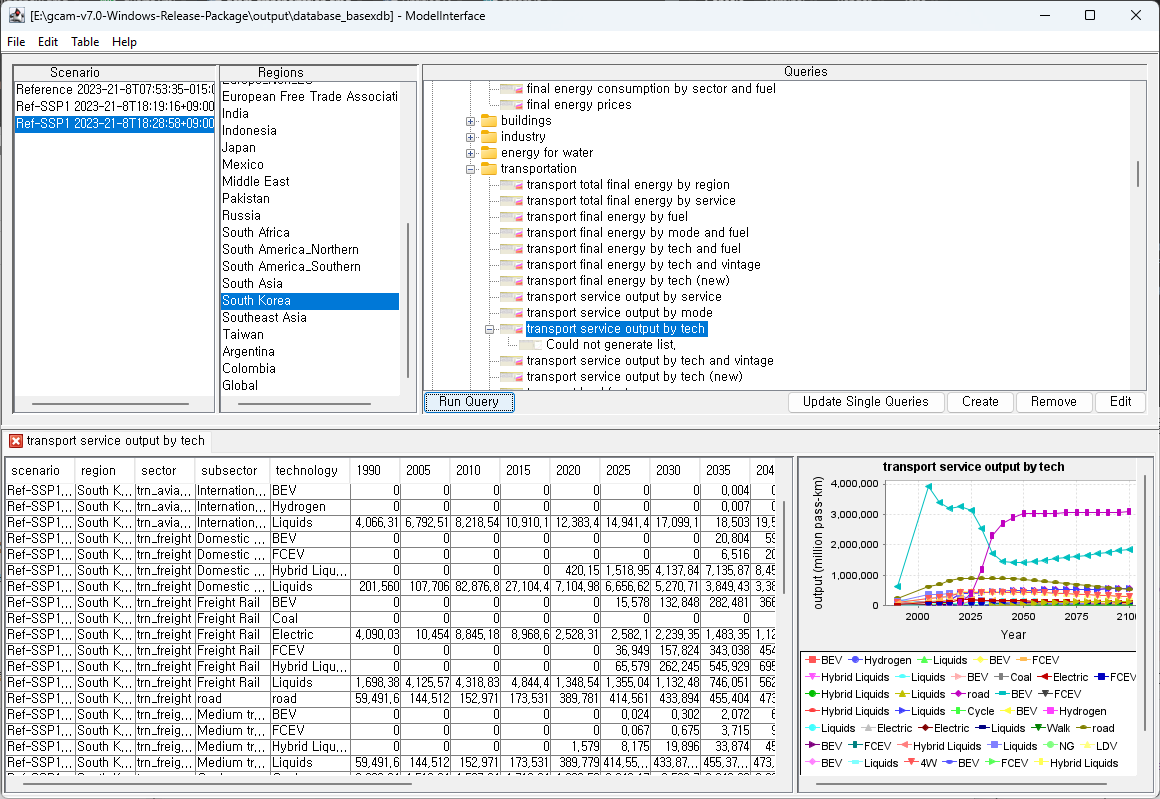 [E:\gcam-v7.0-Windows-Release-Package\output\database_basexdb] - ModelInterface
File Edit Table Help
Scenario
Reference 2023-21-8T07:53:35-015:0
Ref-SSP1 2023-21-8T18:19:16+09:00
Ref-SSP1 2023-21-8T18:28:58+09:00
Regions
European Free Trade Associati
India
Indonesia
Japan
Mexico
Middle East
Pakistan
Russia
South Africa
South America_Northern
South America_Southern
South Asia
South Korea
Southeast Asia
Taiwan
Argentina
Colombia
Global
Queries
final energy consumption by sector and fuel
final energy prices
buildings
industry
energy for water
transportation
transport total final energy by region
transport total final energy by service
transport final energy by fuel
transport final energy by mode and fuel
transport final energy by tech and fuel
transport final energy by tech and vintage
transport final energy by tech (new)
transport service output by service
transport service output by mode
transport service output by tech
Could not generate list,
transport service output by tech and vintage
transport service output by tech (new)
Run Query Update Single Queries Create Remove Edit
transport service output by tech
scenario region sector subsector technology 1990 2005 2010 2015 2020 2025 2030 2035 204
Ref-SSP1... South K... trn_avia... Internation... BEV 0 0 0 0 0 0 0 0,004 0
Ref-SSP1... South K... trn_avia... Internation... Hydrogen 0 0 0 0 0 0 0 0,007 0
Ref-SSP1... South K... trn_avia... Internation... Liquids 4,066,31 6,792,51 8,218,54 10,910,1 12,383,4 14,941,4 17,099,1 18,503 19,5
Ref-SSP1... South K... trn_freight Domestic ... BEV 0 0 0 0 0 0 0 20,804 59
Ref-SSP1... South K... trn_freight Domestic ... FCEV 0 0 0 0 0 0 0 6,516 20
Ref-SSP1... South K... trn_freight Domestic ... Hybrid Liqu... 0 0 0 0 420,15 1,518,95 4,137,84 7,135,87 8,45
Ref-SSP1... South K... trn_freight Domestic ... Liquids 201,560 107,706 82,876,8 27,104,4 7,104,98 6,656,62 5,270,71 3,849,43 3,38
Ref-SSP1... South K... trn_freight Freight Rail BEV 0 0 0 0 0 15,578 132,848 282,481 366
Ref-SSP1... South K... trn_freight Freight Rail Coal 0 0 0 0 0 0 0 0 0
Ref-SSP1... South K... trn_freight Freight Rail Electric 4,090,03 10,454 8,845,18 8,968,6 2,528,31 2,582,1 2,239,35 1,483,35 1,12
Ref-SSP1... South K... trn_freight Freight Rail FCEV 0 0 0 0 0 36,949 157,824 343,038 454
Ref-SSP1... South K... trn_freight Freight Rail Hybrid Liqu... 0 0 0 0 0 65,579 262,245 545,929 695
Ref-SSP1... South K... trn_freight Freight Rail Liquids 1,698,38 4,125,57 4,318,83 4,844,4 1,348,54 1,355,04 1,132,48 746,051 562
Ref-SSP1... South K... trn_freight road road 59,491,6 144,512 152,971 173,531 389,781 414,561 433,894 455,404 473
Ref-SSP1... South K... trn_freig... Medium tr... BEV 0 0 0 0 0 0,024 0,302 2,072 6
Ref-SSP1... South K... trn_freig... Medium tr... FCEV 0 0 0 0 0 0,067 0,675 3,715 9
Ref-SSP1... South K... trn_freig... Medium tr... Hybrid Liqu... 0 0 0 0 1,579 8,175 19,896 33,874 45
Ref-SSP1... South K... trn_freig... Medium tr... Liquids 59,491,6 144,512 152,971 173,531 389,779 414,55,... 433,87... 455,37... 473,
transport service output by tech
output (million pass-km)
4,000,000
3,000,000
2,000,000
1,000,000
0
2000 2025 2050 2075 2100
Year
BEV Hydrogen Liquids BEV FCEV
Hybrid Liquids Liquids BEV Coal Electric FCEV
Hybrid Liquids Liquids road BEV FCEV
Hybrid Liquids Liquids Cycle BEV Hydrogen
Liquids Electric Electric Liquids Walk road
BEV FCEV Hybrid Liquids Liquids NG LDV
BEV Liquids 4W BEV FCEV Hybrid Liquids